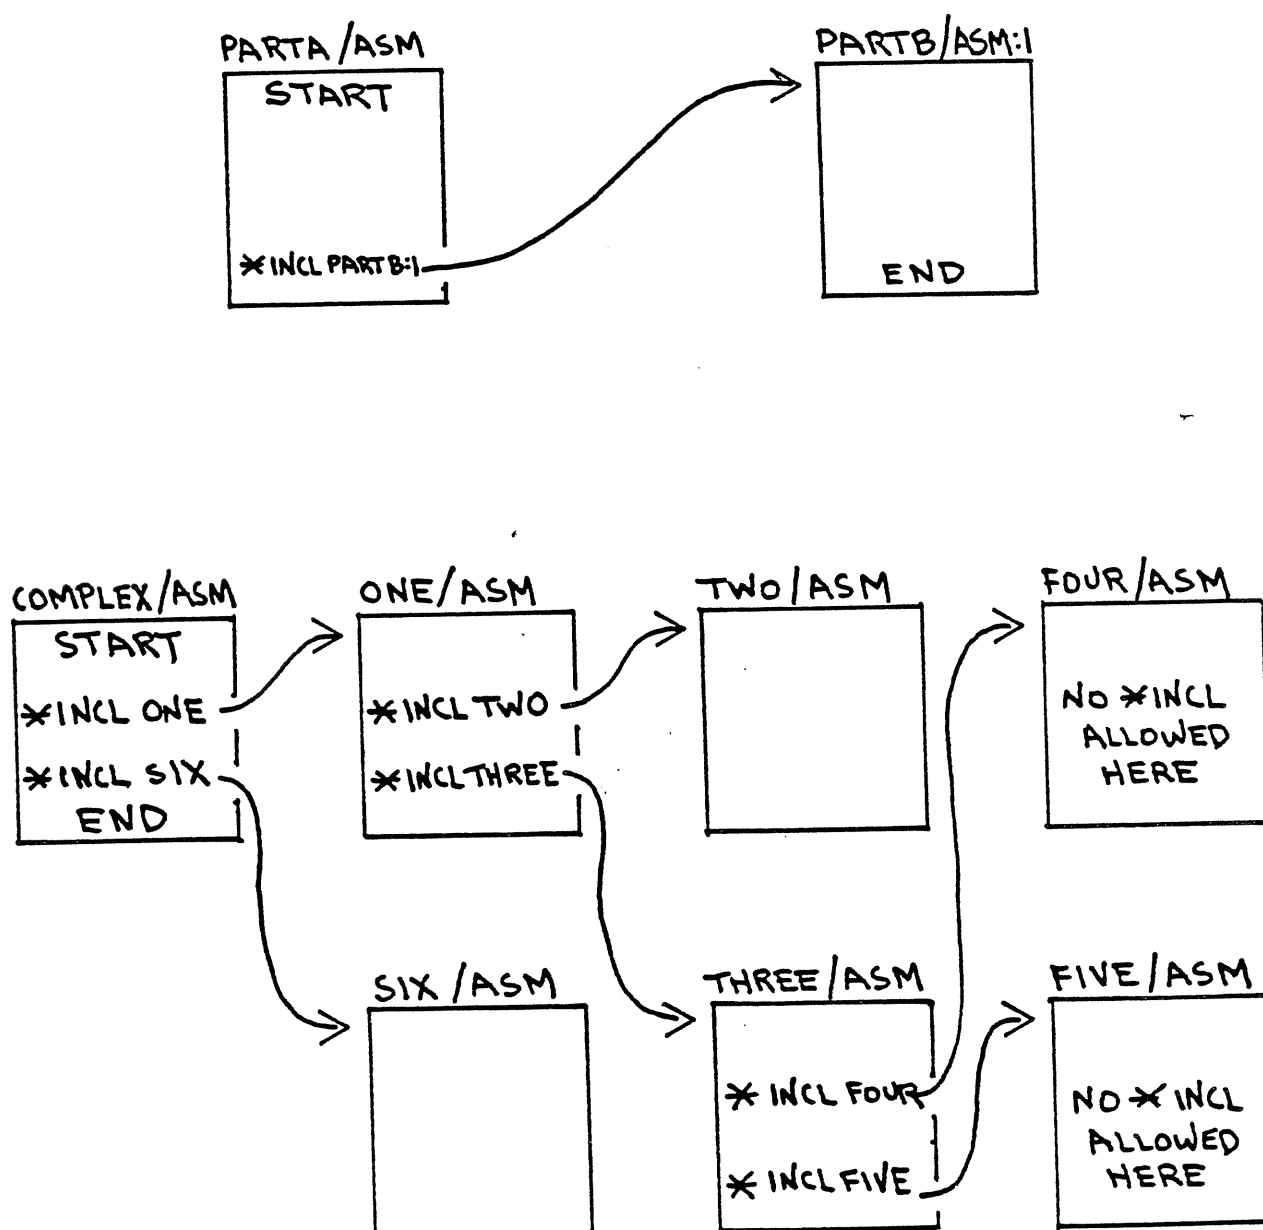 PARTA/ASM
START
*INCL PARTB:1
PARTB/ASM:1
END
COMPLEX/ASM
START
*INCL ONE
*INCL SIX
END
ONE/ASM
*INCL TWO
*INCL THREE
TWO/ASM
FOUR/ASM
NO *INCL
ALLOWED
HERE
SIX/ASM
THREE/ASM
* INCL FOUR
* INCL FIVE
FIVE/ASM
NO * INCL
ALLOWED
HERE